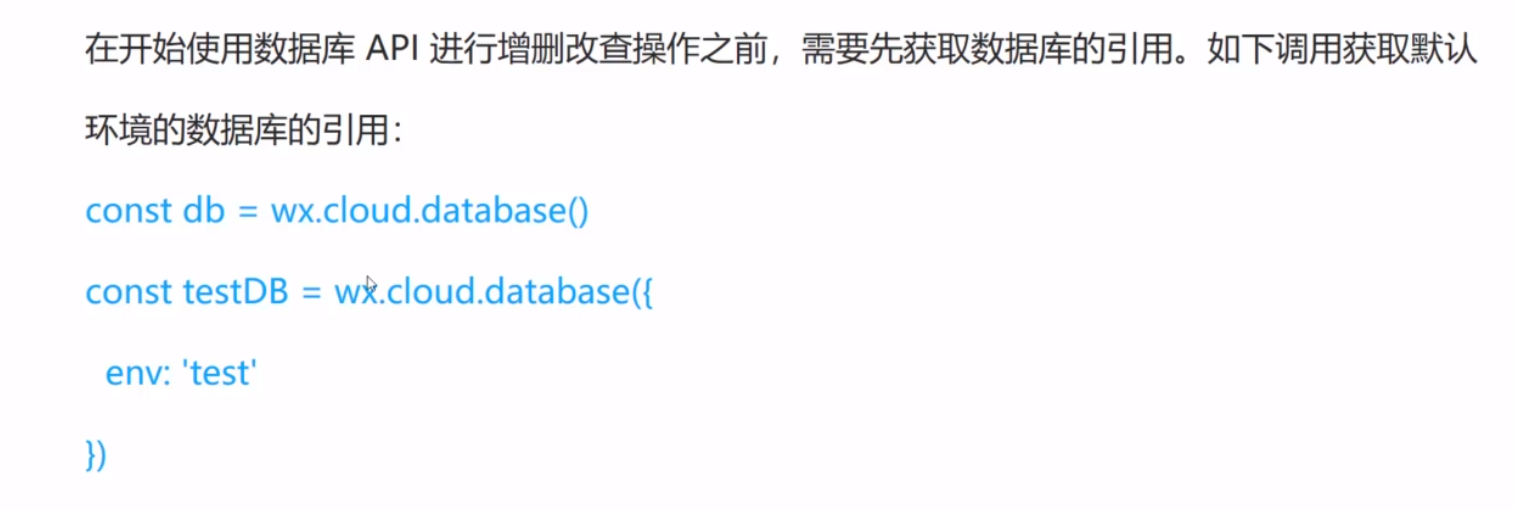 在开始使用数据库 API 进行增删改查操作之前，需要先获取数据库的引用。如下调用获取默认
环境的数据库的引用：
const db = wx.cloud.database()
const testDB = wx.cloud.database({
  env: 'test'
})